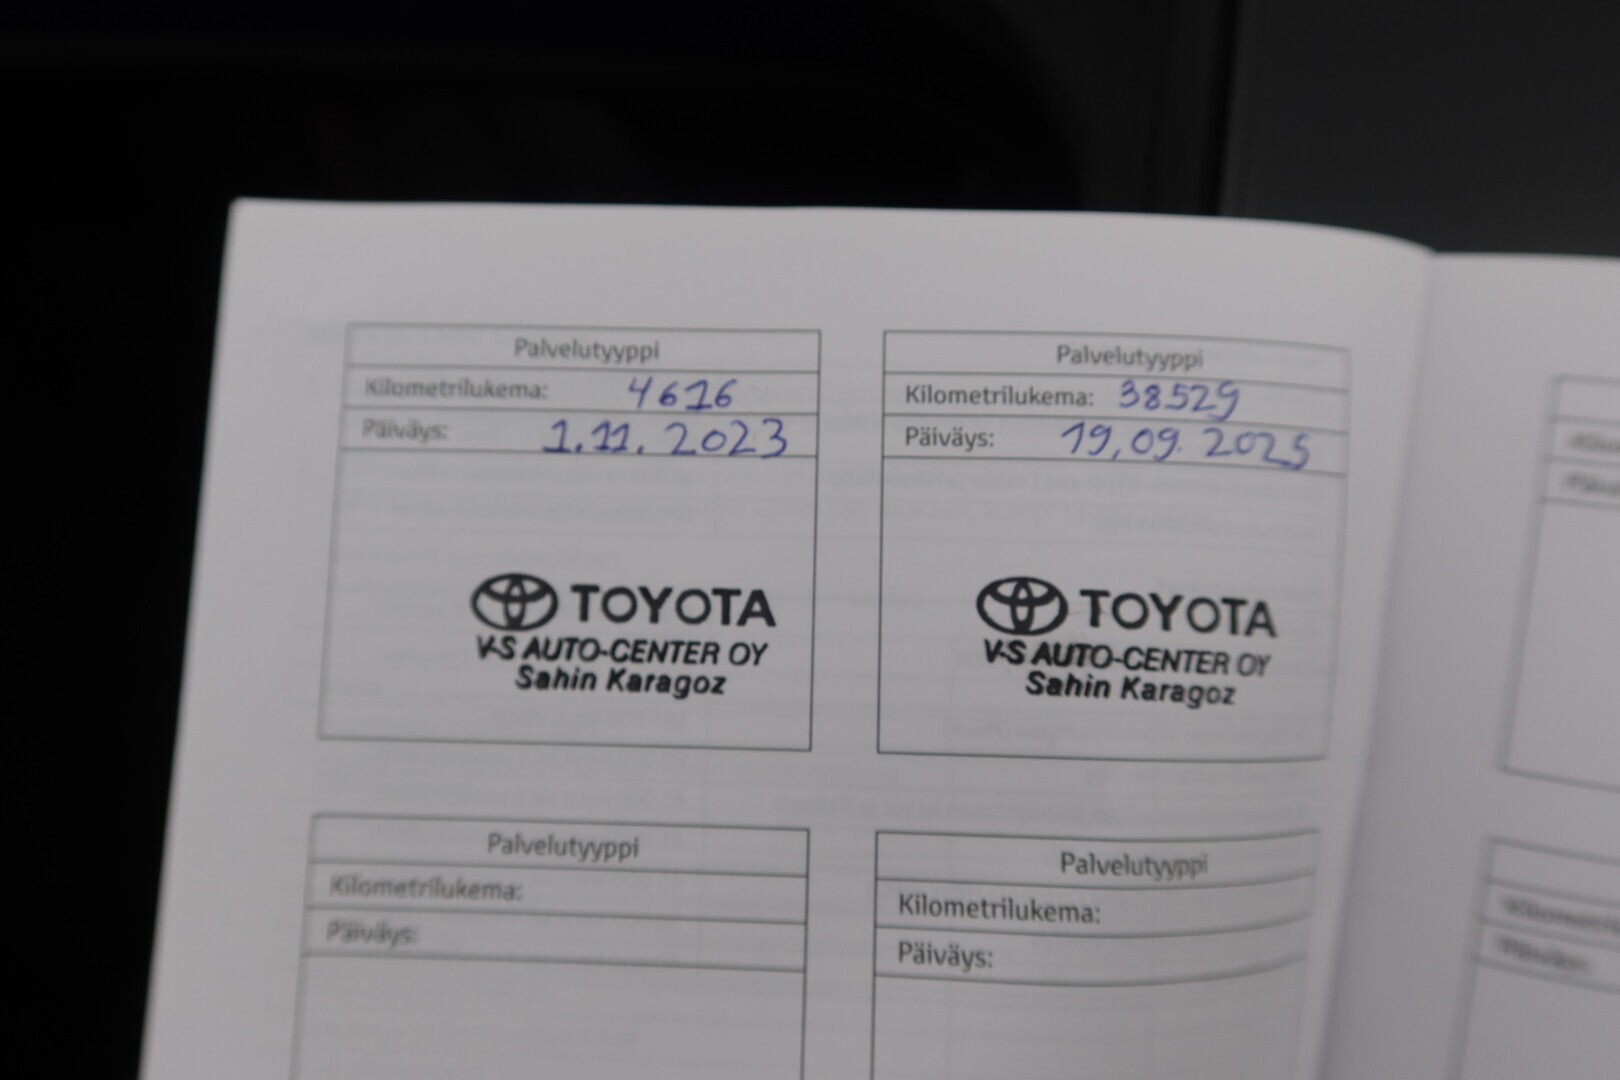 Palvelutyyppi
Kilometrilukema: 4616
Päiväys: 1.11.2023
TOYOTA
V-S AUTO-CENTER OY
Sahin Karagoz
Palvelutyyppi
Kilometrilukema: 38529
Päiväys: 19.09.2025
TOYOTA
V-S AUTO-CENTER OY
Sahin Karagoz
Palvelutyyppi
Kilometrilukema:
Päiväys:
Palvelutyyppi
Kilometrilukema:
Päiväys: